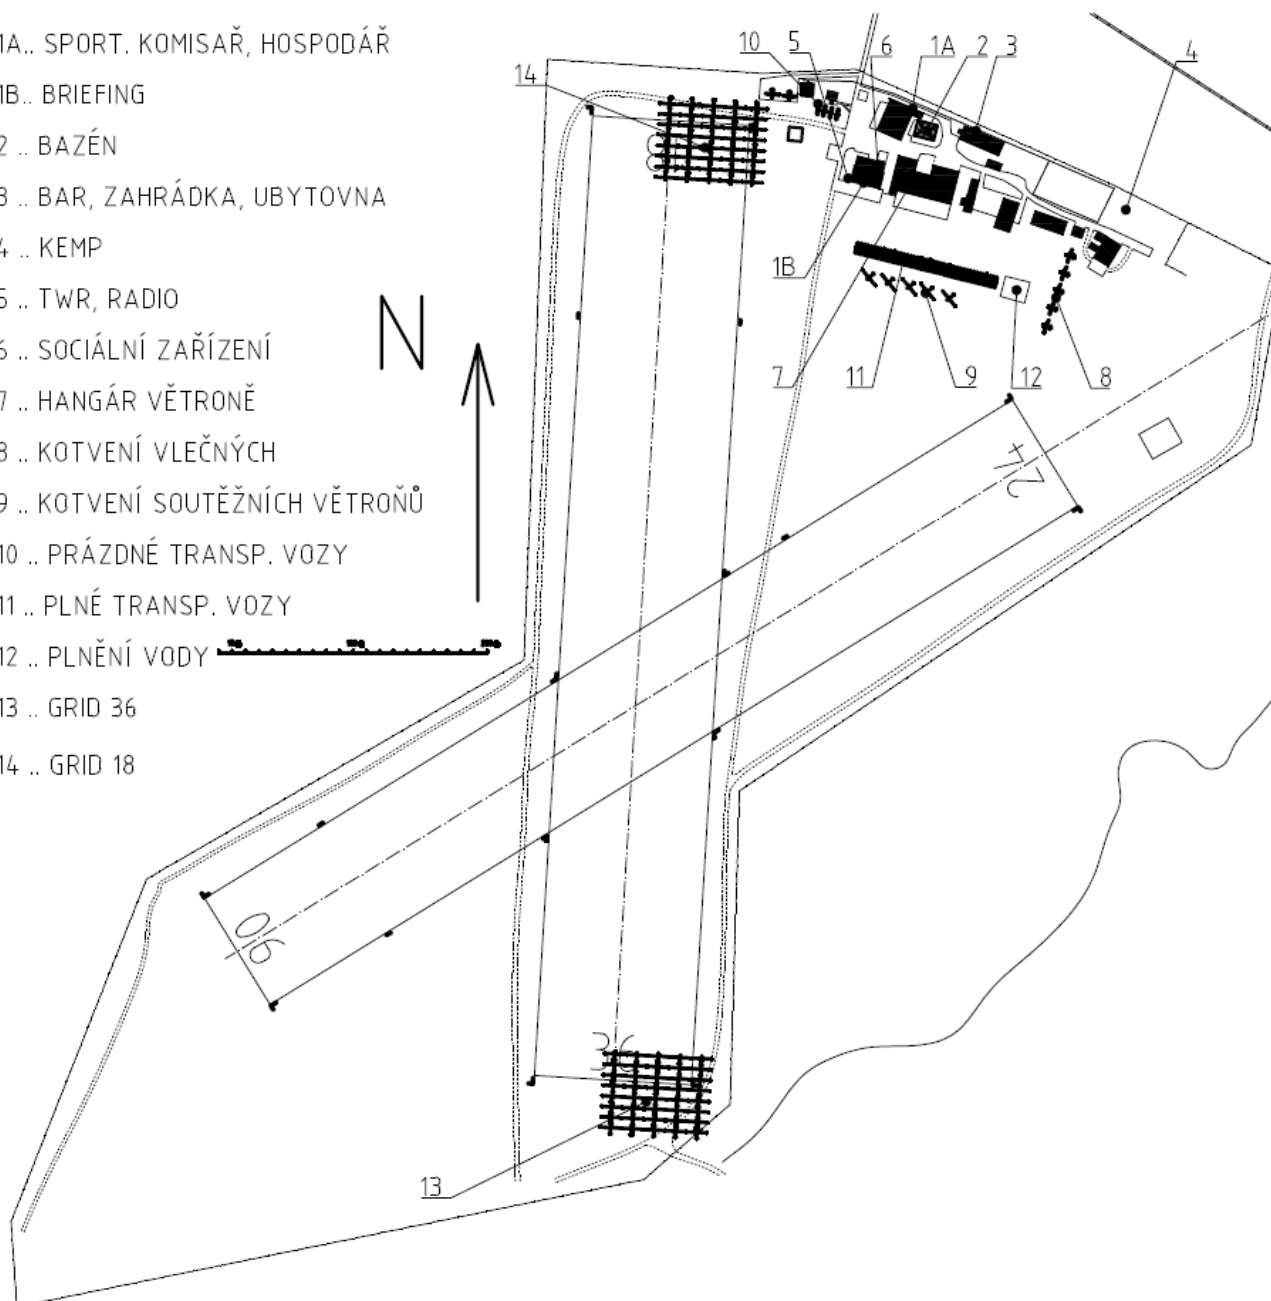 1A.. SPORT. KOMISAŘ, HOSPODÁŘ
1B.. BRIEFING
2 .. BAZÉN
3 .. BAR, ZAHRÁDKA, UBYTOVNA
4 .. KEMP
5 .. TWR, RADIO
6 .. SOCIÁLNÍ ZAŘÍZENÍ
7 .. HANGÁR VĚTRONĚ
8 .. KOTVENÍ VLEČNÝCH
9 .. KOTVENÍ SOUTĚŽNÍCH VĚTROŇŮ
10 .. PRÁZDNÉ TRANSP. VOZY
11 .. PLNÉ TRANSP. VOZY
12 .. PLNĚNÍ VODY
13 .. GRID 36
14 .. GRID 18
N
10
5
6
1A
2
3
4
14
1B
7
11
9
12
8
24
06
36
13